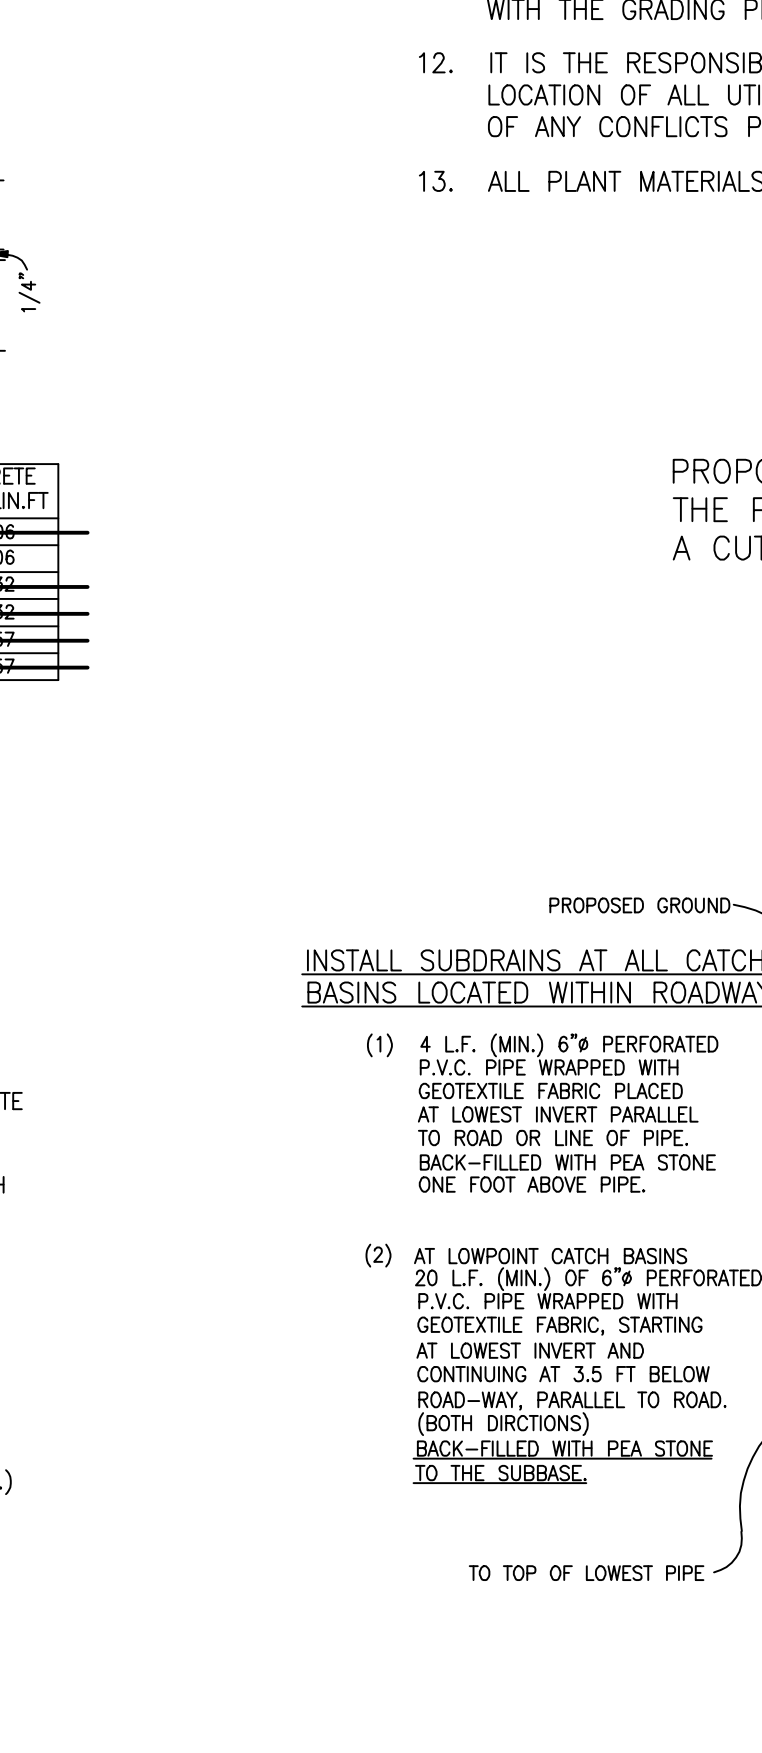 WITH THE GRADING
12. IT IS THE
LOCATION OF ALL
OF ANY CONFLICTS
13. ALL PLANT MATERIALS
1/4"
LIN.FT
06
06
PROPO
THE
A CUT
PROPOSED GROUND
INSTALL SUBDRAINS AT ALL CATCH
BASINS LOCATED WITHIN ROADWAY
(1) 4 L.F. (MIN.) 6"ø PERFORATED
P.V.C. PIPE WRAPPED WITH
GEOTEXTILE FABRIC PLACED
AT LOWEST INVERT PARALLEL
TO ROAD OR LINE OF PIPE.
BACK-FILLED WITH PEA STONE
ONE FOOT ABOVE PIPE.
(2) AT LOWPOINT CATCH BASINS
20 L.F. (MIN.) OF 6"ø PERFORATED
P.V.C. PIPE WRAPPED WITH
GEOTEXTILE FABRIC, STARTING
AT LOWEST INVERT AND
CONTINUING AT 3.5 FT BELOW
ROAD-WAY, PARALLEL TO ROAD.
(BOTH DIRCTIONS)
BACK-FILLED WITH PEA STONE
TO THE SUBBASE.
TO TOP OF LOWEST PIPE